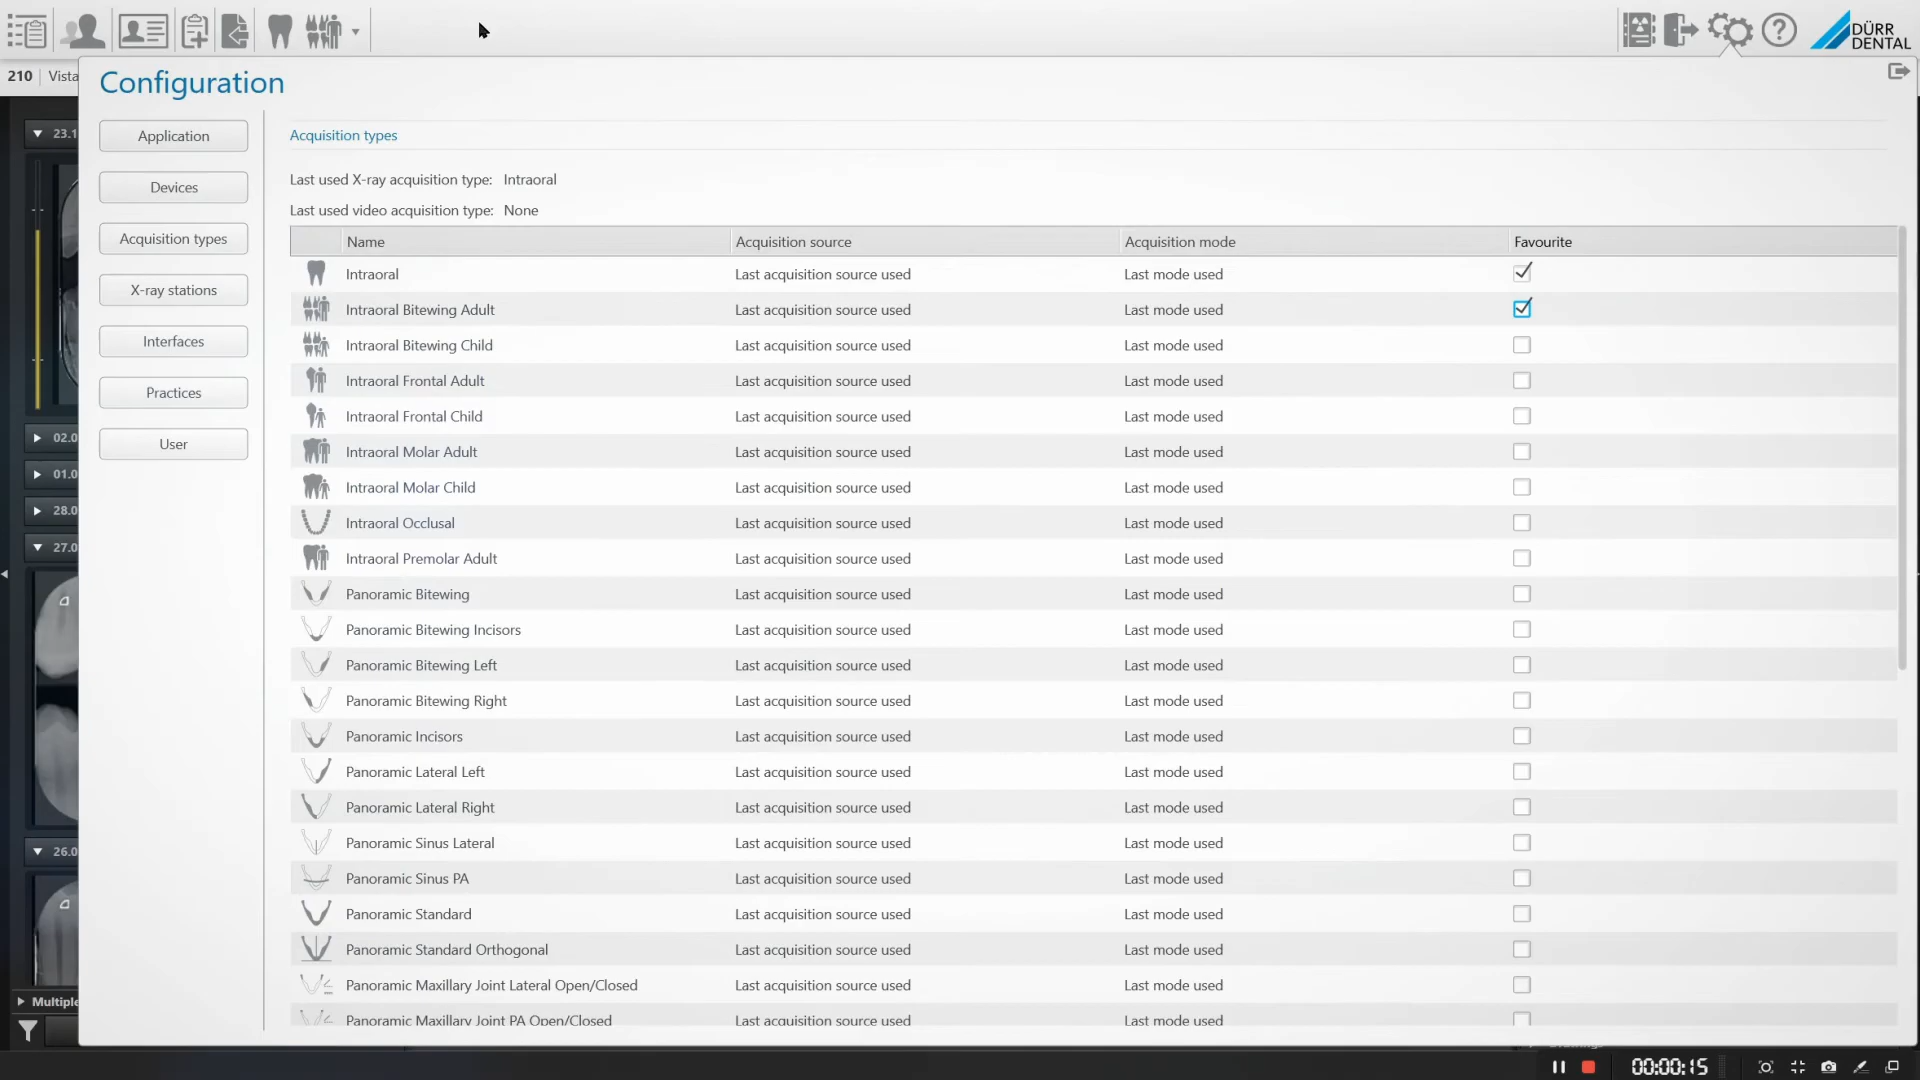 DÜRR
DENTAL
210 Vista
Configuration
Application
Devices
Acquisition types
X-ray stations
Interfaces
Practices
User
23.1
02.0
01.0
28.0
27.0
26.0
Multiple
Acquisition types
Last used X-ray acquisition type: Intraoral
Last used video acquisition type: None
Name Acquisition source Acquisition mode Favourite
Intraoral Last acquisition source used Last mode used
Intraoral Bitewing Adult Last acquisition source used Last mode used
Intraoral Bitewing Child Last acquisition source used Last mode used
Intraoral Frontal Adult Last acquisition source used Last mode used
Intraoral Frontal Child Last acquisition source used Last mode used
Intraoral Molar Adult Last acquisition source used Last mode used
Intraoral Molar Child Last acquisition source used Last mode used
Intraoral Occlusal Last acquisition source used Last mode used
Intraoral Premolar Adult Last acquisition source used Last mode used
Panoramic Bitewing Last acquisition source used Last mode used
Panoramic Bitewing Incisors Last acquisition source used Last mode used
Panoramic Bitewing Left Last acquisition source used Last mode used
Panoramic Bitewing Right Last acquisition source used Last mode used
Panoramic Incisors Last acquisition source used Last mode used
Panoramic Lateral Left Last acquisition source used Last mode used
Panoramic Lateral Right Last acquisition source used Last mode used
Panoramic Sinus Lateral Last acquisition source used Last mode used
Panoramic Sinus PA Last acquisition source used Last mode used
Panoramic Standard Last acquisition source used Last mode used
Panoramic Standard Orthogonal Last acquisition source used Last mode used
Panoramic Maxillary Joint Lateral Open/Closed Last acquisition source used Last mode used
Panoramic Maxillary Joint PA Open/Closed Last acquisition source used Last mode used
00:00:15